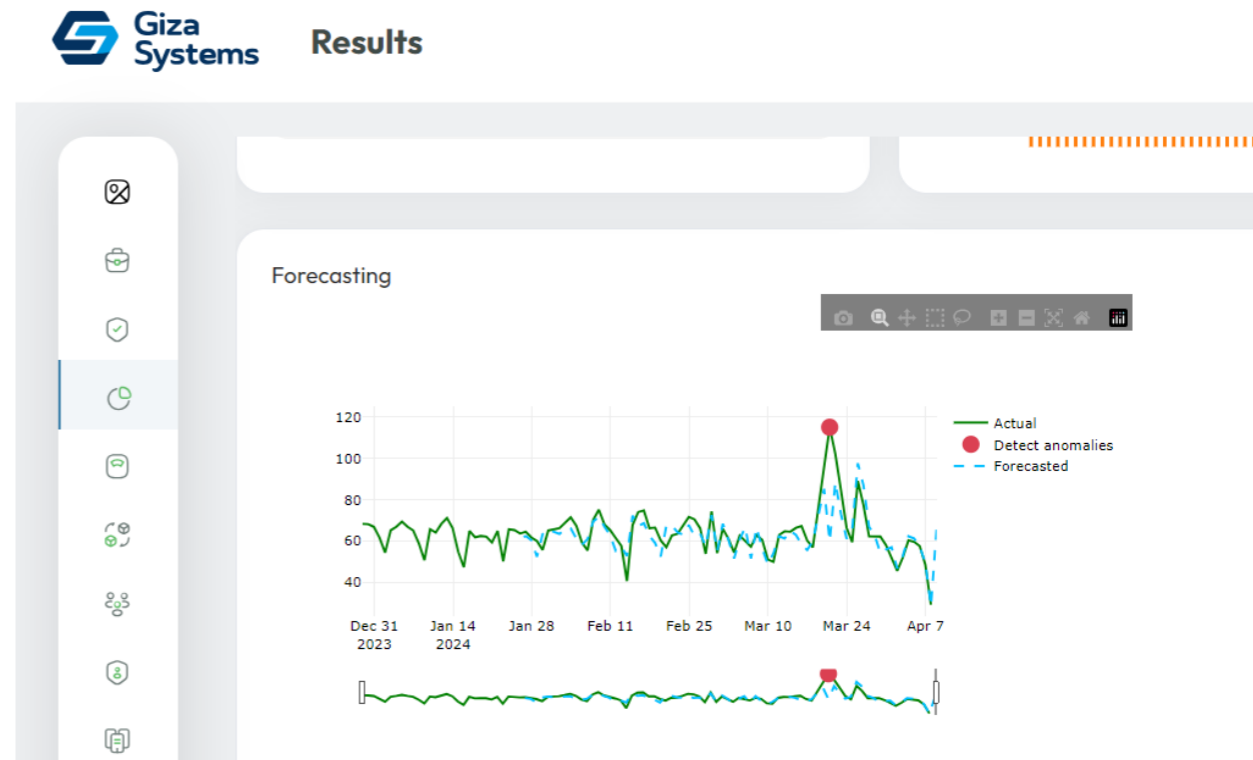 Giza
Systems
Results
Forecasting
120
100
80
60
40
Dec 31
2023
Jan 14
2024
Jan 28
Feb 11
Feb 25
Mar 10
Mar 24
Apr 7
Actual
Detect anomalies
Forecasted